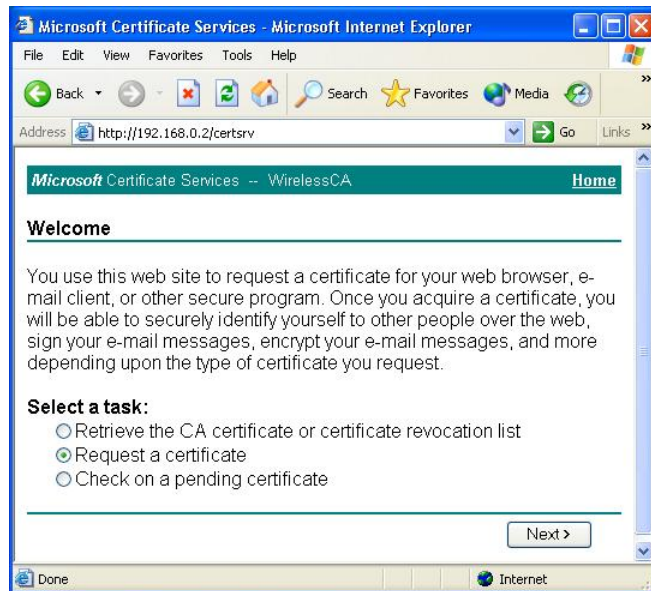 Microsoft Certificate Services - Microsoft Internet Explorer
File Edit View Favorites Tools Help
Back Search Favorites Media »
Address http://192.168.0.2/certsrv Go Links »
Microsoft Certificate Services -- WirelessCA Home
Welcome
You use this web site to request a certificate for your web browser, e-
mail client, or other secure program. Once you acquire a certificate, you
will be able to securely identify yourself to other people over the web,
sign your e-mail messages, encrypt your e-mail messages, and more
depending upon the type of certificate you request.
Select a task:
Retrieve the CA certificate or certificate revocation list
Request a certificate
Check on a pending certificate
Next >
Done Internet